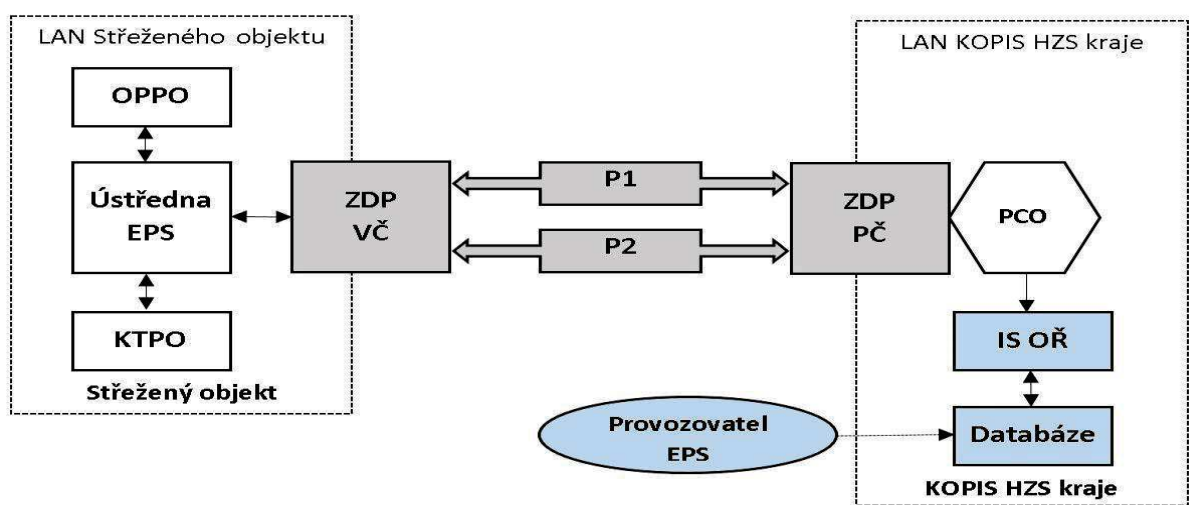 LAN Střeženého objektu
OPPO
Ústředna
EPS
KTPO
Střežený objekt
ZDP
VČ
P1
P2
LAN KOPIS HZS kraje
ZDP
PČ
PCO
IS OŘ
Databáze
KOPIS HZS kraje
Provozovatel
EPS